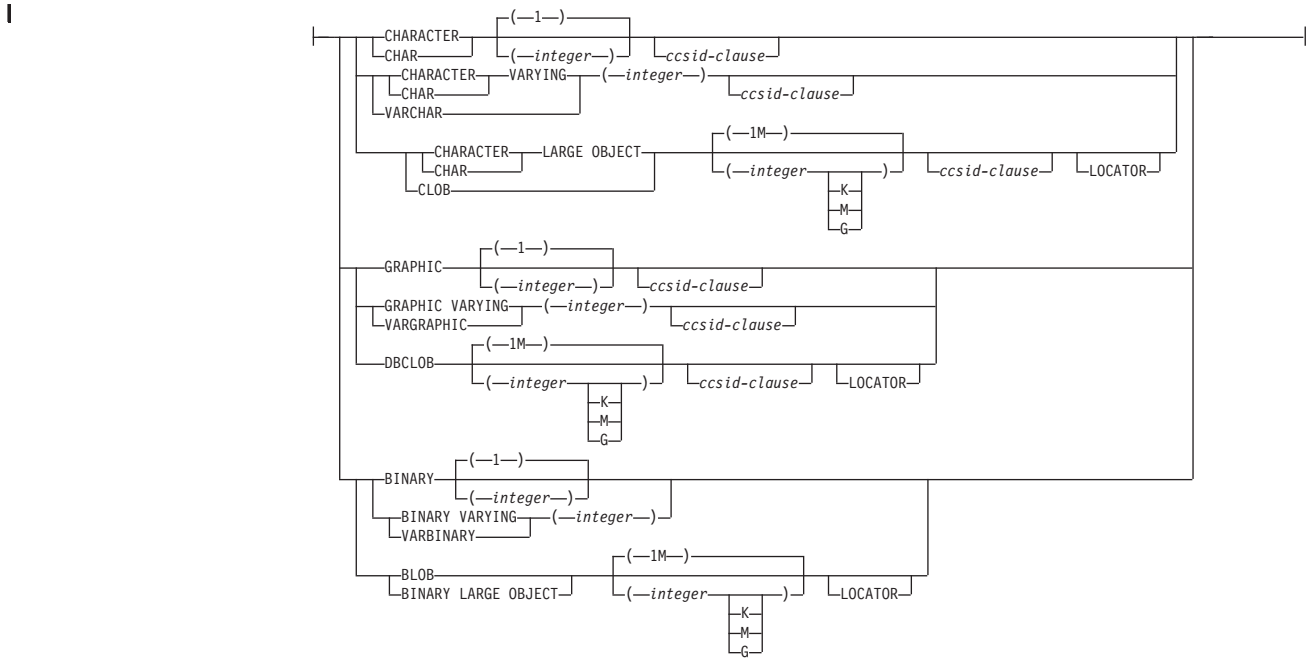 ( 1 )
CHARACTER
CHAR ( integer ) ccsid-clause
CHARACTER VARYING ( integer )
CHAR ccsid-clause
VARCHAR
( 1M )
CHARACTER LARGE OBJECT
CHAR ( integer ) ccsid-clause LOCATOR
CLOB K
M
G
( 1 )
GRAPHIC
( integer ) ccsid-clause
GRAPHIC VARYING ( integer )
VARGRAPHIC ccsid-clause
( 1M )
DBCLOB
( integer ) ccsid-clause LOCATOR
K
M
G
( 1 )
BINARY
( integer )
BINARY VARYING ( integer )
VARBINARY
( 1M )
BLOB
BINARY LARGE OBJECT ( integer ) LOCATOR
K
M
G